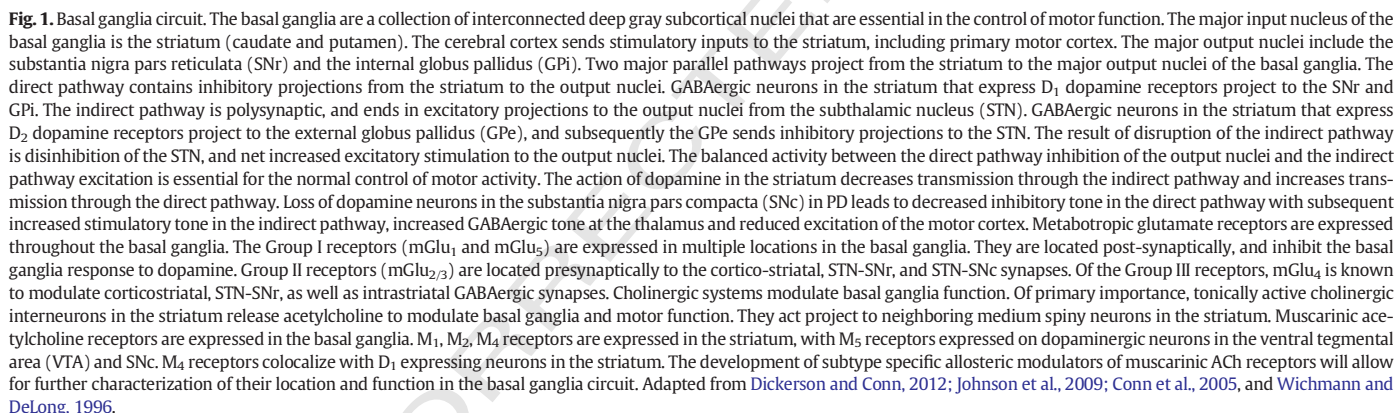 Fig. 1. Basal ganglia circuit. The basal ganglia are a collection of interconnected deep gray subcortical nuclei that are essential in the control of motor function. The major input nucleus of the
basal ganglia is the striatum (caudate and putamen). The cerebral cortex sends stimulatory inputs to the striatum, including primary motor cortex. The major output nuclei include the
substantia nigra pars reticulata (SNr) and the internal globus pallidus (GPi). Two major parallel pathways project from the striatum to the major output nuclei of the basal ganglia. The
direct pathway contains inhibitory projections from the striatum to the output nuclei. GABAergic neurons in the striatum that express D₁ dopamine receptors project to the SNr and
GPi. The indirect pathway is polysynaptic, and ends in excitatory projections to the output nuclei from the subthalamic nucleus (STN). GABAergic neurons in the striatum that express
D₂ dopamine receptors project to the external globus pallidus (GPe), and subsequently the GPe sends inhibitory projections to the STN. The result of disruption of the indirect pathway
is disinhibition of the STN, and net increased excitatory stimulation to the output nuclei. The balanced activity between the direct pathway inhibition of the output nuclei and the indirect
pathway excitation is essential for the normal control of motor activity. The action of dopamine in the striatum decreases transmission through the indirect pathway and increases trans-
mission through the direct pathway. Loss of dopamine neurons in the substantia nigra pars compacta (SNc) in PD leads to decreased inhibitory tone in the direct pathway with subsequent
increased stimulatory tone in the indirect pathway, increased GABAergic tone at the thalamus and reduced excitation of the motor cortex. Metabotropic glutamate receptors are expressed
throughout the basal ganglia. The Group I receptors (mGlu₁ and mGlu₅) are expressed in multiple locations in the basal ganglia. They are located post-synaptically, and inhibit the basal
ganglia response to dopamine. Group II receptors (mGlu₂/₃) are located presynaptically to the cortico-striatal, STN-SNr, and STN-SNc synapses. Of the Group III receptors, mGlu₄ is known
to modulate corticostriatal, STN-SNr, as well as intrastriatal GABAergic synapses. Cholinergic systems modulate basal ganglia function. Of primary importance, tonically active cholinergic
interneurons in the striatum release acetylcholine to modulate basal ganglia and motor function. They act project to neighboring medium spiny neurons in the striatum. Muscarinic ace-
tylcholine receptors are expressed in the basal ganglia. M₁, M₂, M₄ receptors are expressed in the striatum, with M₅ receptors expressed on dopaminergic neurons in the ventral tegmental
area (VTA) and SNc. M₄ receptors colocalize with D₁ expressing neurons in the striatum. The development of subtype specific allosteric modulators of muscarinic ACh receptors will allow
for further characterization of their location and function in the basal ganglia circuit. Adapted from Dickerson and Conn, 2012; Johnson et al., 2009; Conn et al., 2005, and Wichmann and
DeLong, 1996.